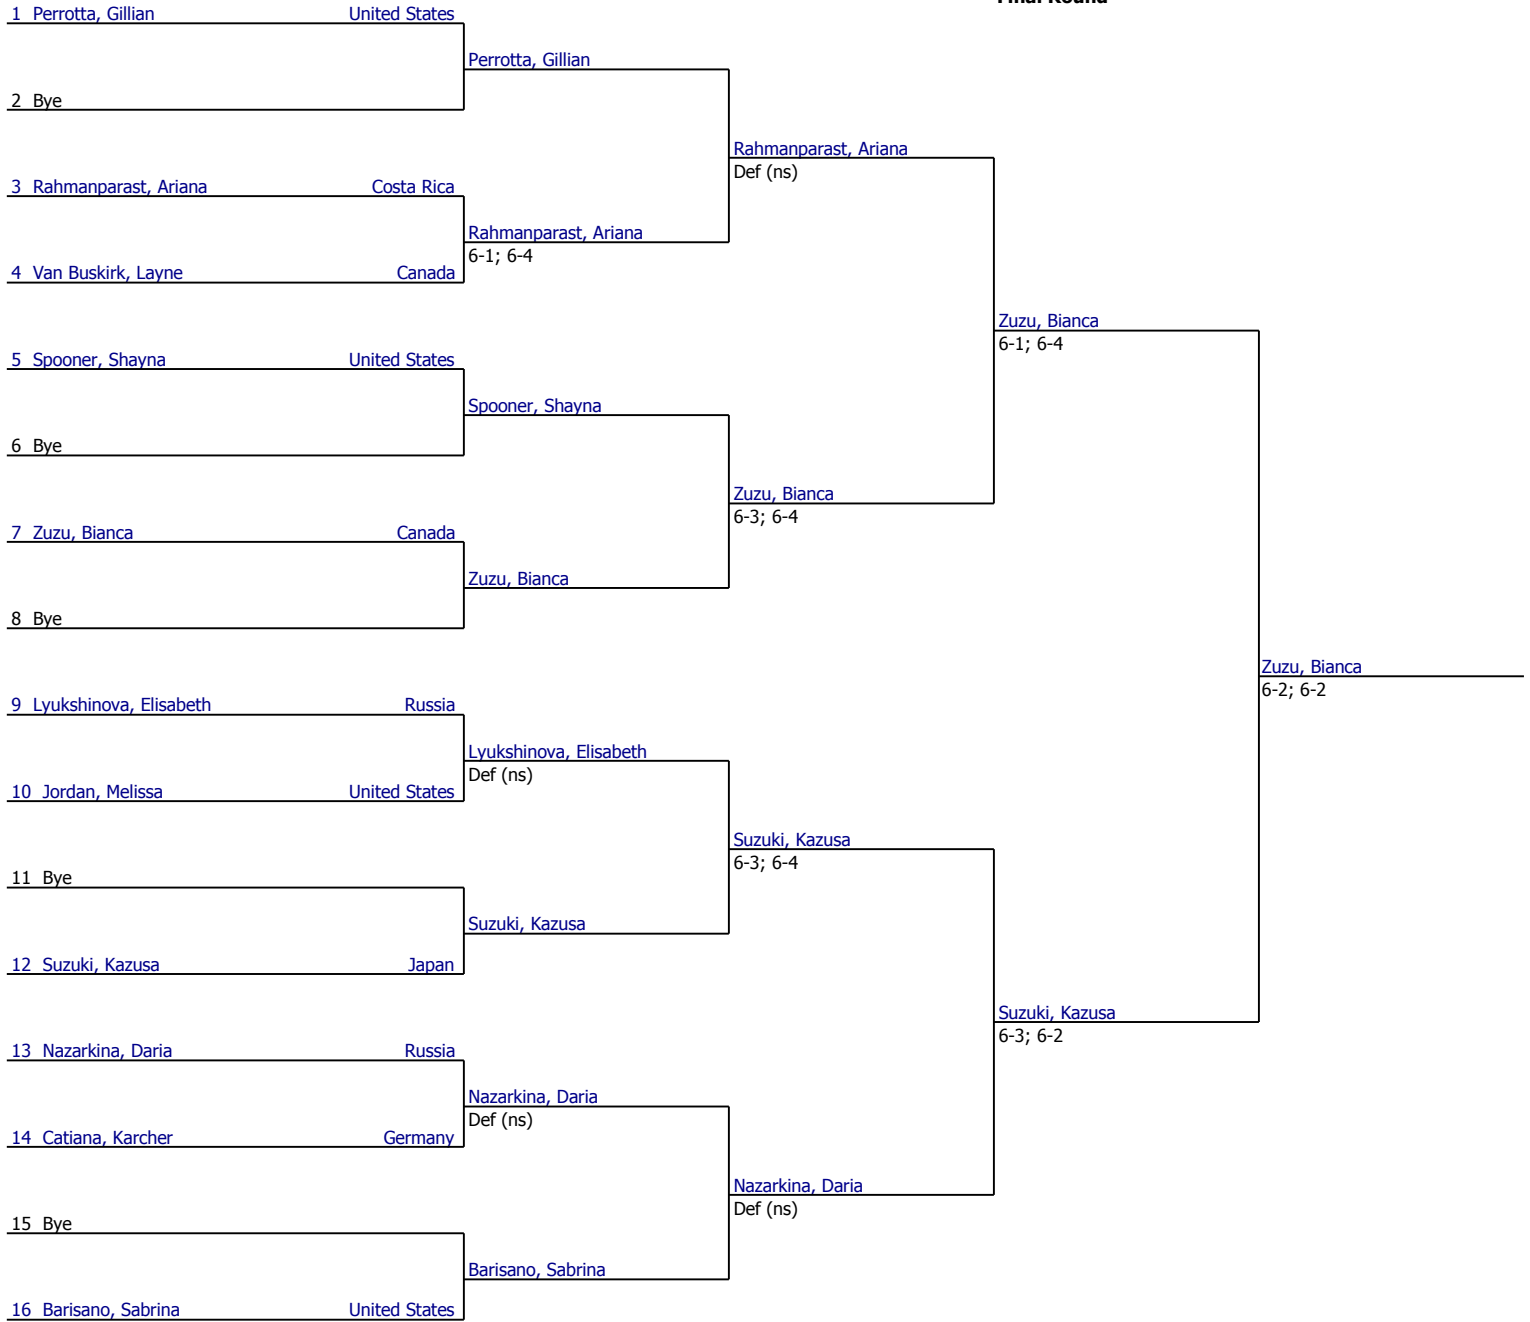 Final Round
1 Perrotta, Gillian United States
Perrotta, Gillian
2 Bye
Rahmanparast, Ariana
Def (ns)
3 Rahmanparast, Ariana Costa Rica
Rahmanparast, Ariana
6-1; 6-4
4 Van Buskirk, Layne Canada
Zuzu, Bianca
6-1; 6-4
5 Spooner, Shayna United States
Spooner, Shayna
6 Bye
Zuzu, Bianca
6-3; 6-4
7 Zuzu, Bianca Canada
Zuzu, Bianca
8 Bye
Zuzu, Bianca
6-2; 6-2
9 Lyukshinova, Elisabeth Russia
Lyukshinova, Elisabeth
Def (ns)
10 Jordan, Melissa United States
Suzuki, Kazusa
6-3; 6-4
11 Bye
Suzuki, Kazusa
12 Suzuki, Kazusa Japan
Suzuki, Kazusa
6-3; 6-2
13 Nazarkina, Daria Russia
Nazarkina, Daria
Def (ns)
14 Catiana, Karcher Germany
Nazarkina, Daria
Def (ns)
15 Bye
Barisano, Sabrina
16 Barisano, Sabrina United States